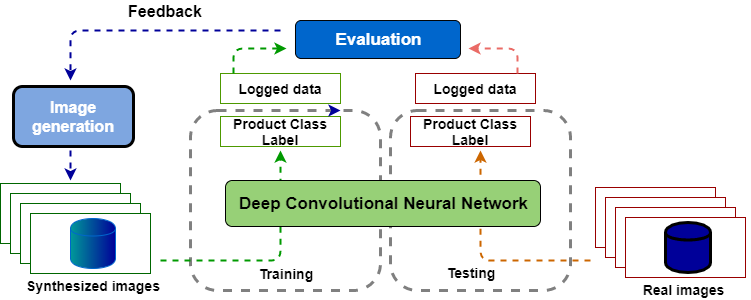 Feedback
Evaluation
Logged data
Logged data
Image
generation
Product Class
Label
Product Class
Label
Deep Convolutional Neural Network
Synthesized images
Training
Testing
Real images